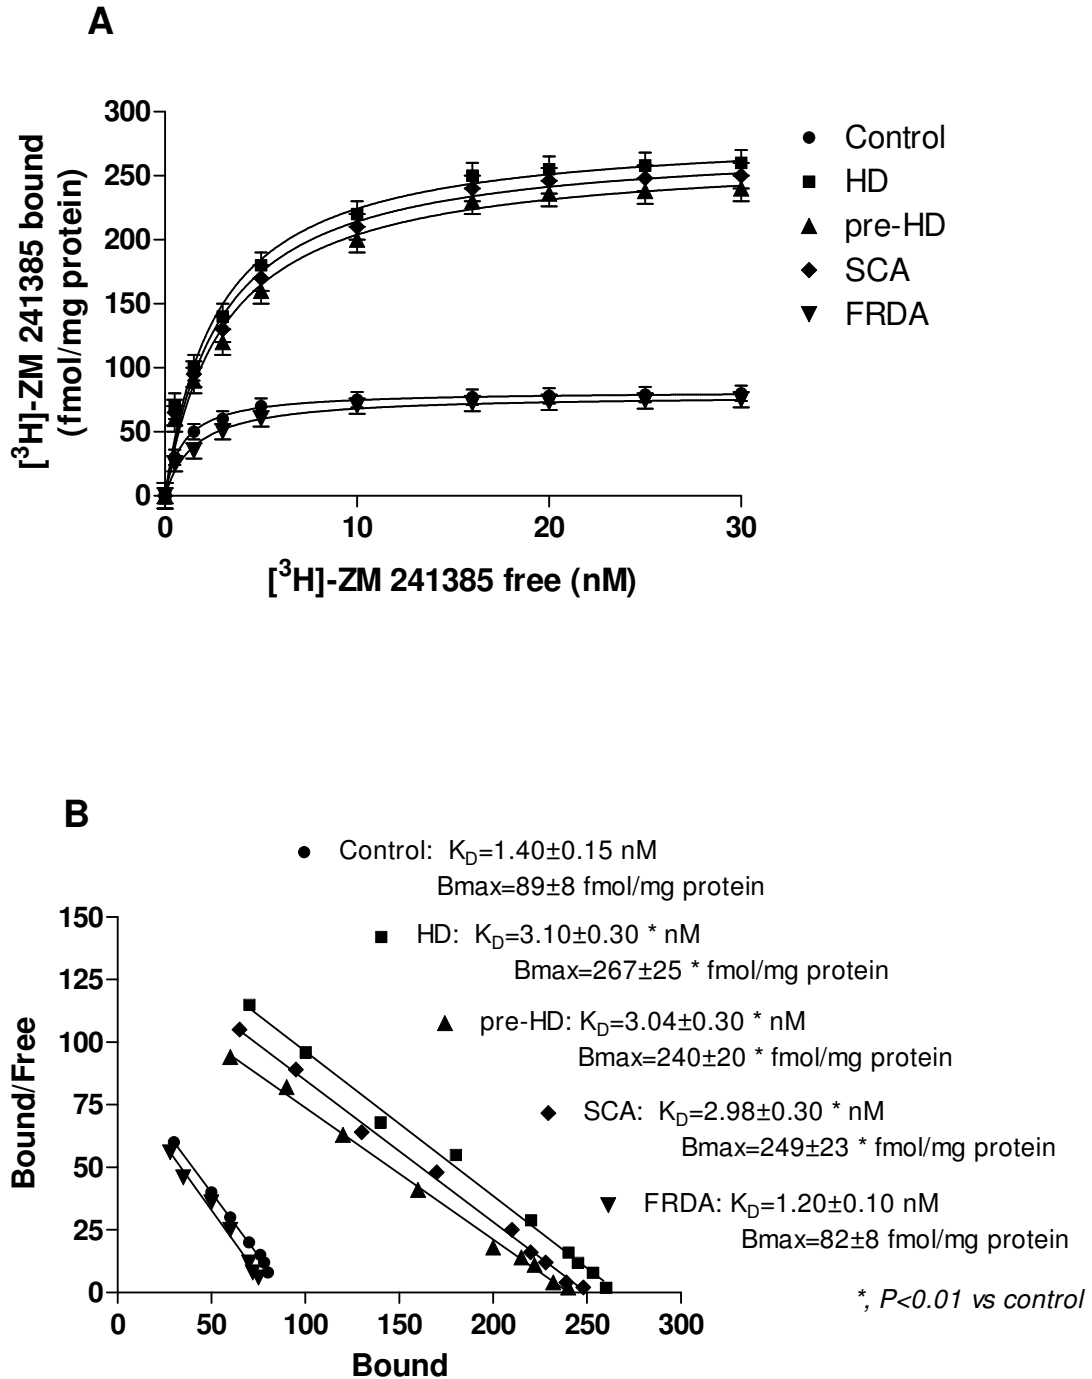 A
300
250
200
150
100
50
0
0 10 20 30
[³H]-ZM 241385 bound
(fmol/mg protein)
[³H]-ZM 241385 free (nM)
Control
HD
pre-HD
SCA
FRDA
B
Control: K_D=1.40±0.15 nM
Bmax=89±8 fmol/mg protein
HD: K_D=3.10±0.30 * nM
Bmax=267±25 * fmol/mg protein
pre-HD: K_D=3.04±0.30 * nM
Bmax=240±20 * fmol/mg protein
SCA: K_D=2.98±0.30 * nM
Bmax=249±23 * fmol/mg protein
FRDA: K_D=1.20±0.10 nM
Bmax=82±8 fmol/mg protein
*, P<0.01 vs control
150
125
100
75
50
25
0
0 50 100 150 200 250 300
Bound/Free
Bound